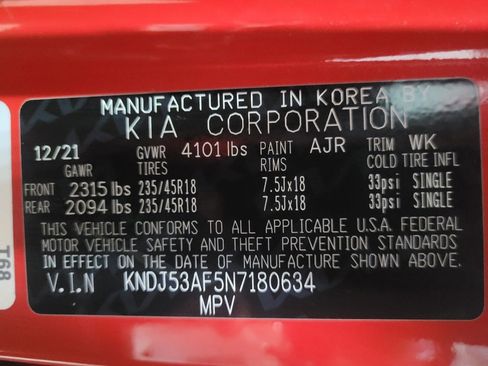 MANUFACTURED IN KOREA BY
KIA CORPORATION
12/21 GVWR 4101 lbs PAINT AJR TRIM WK
GAWR TIRES RIMS COLD TIRE INFL
FRONT 2315 lbs 235/45R18 7.5Jx18 33psi SINGLE
REAR 2094 lbs 235/45R18 7.5Jx18 33psi SINGLE
THIS VEHICLE CONFORMS TO ALL APPLICABLE U.S.A. FEDERAL
MOTOR VEHICLE SAFETY AND THEFT PREVENTION STANDARDS
IN EFFECT ON THE DATE OF MANUFACTURE SHOWN ABOVE.
V.I.N KNDJ53AF5N7180634
MPV
T68